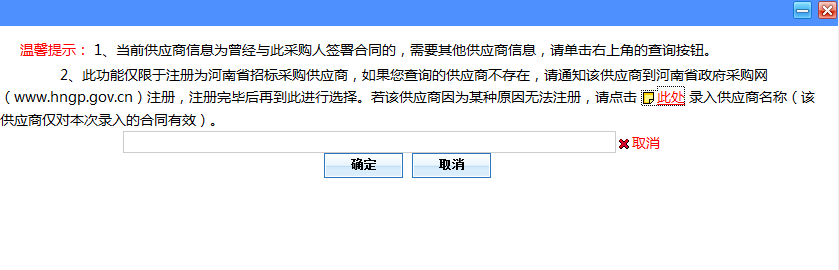 温馨提示： 1、当前供应商信息为曾经与此采购人签署合同的，需要其他供应商信息，请单击右上角的查询按钮。
2、此功能仅限于注册为河南省招标采购供应商，如果您查询的供应商不存在，请通知该供应商到河南省政府采购网
（www.hngp.gov.cn）注册，注册完毕后再到此进行选择。若该供应商因为某种原因无法注册，请点击 此处 录入供应商名称（该
供应商仅对本次录入的合同有效）。
取消
确定 取消